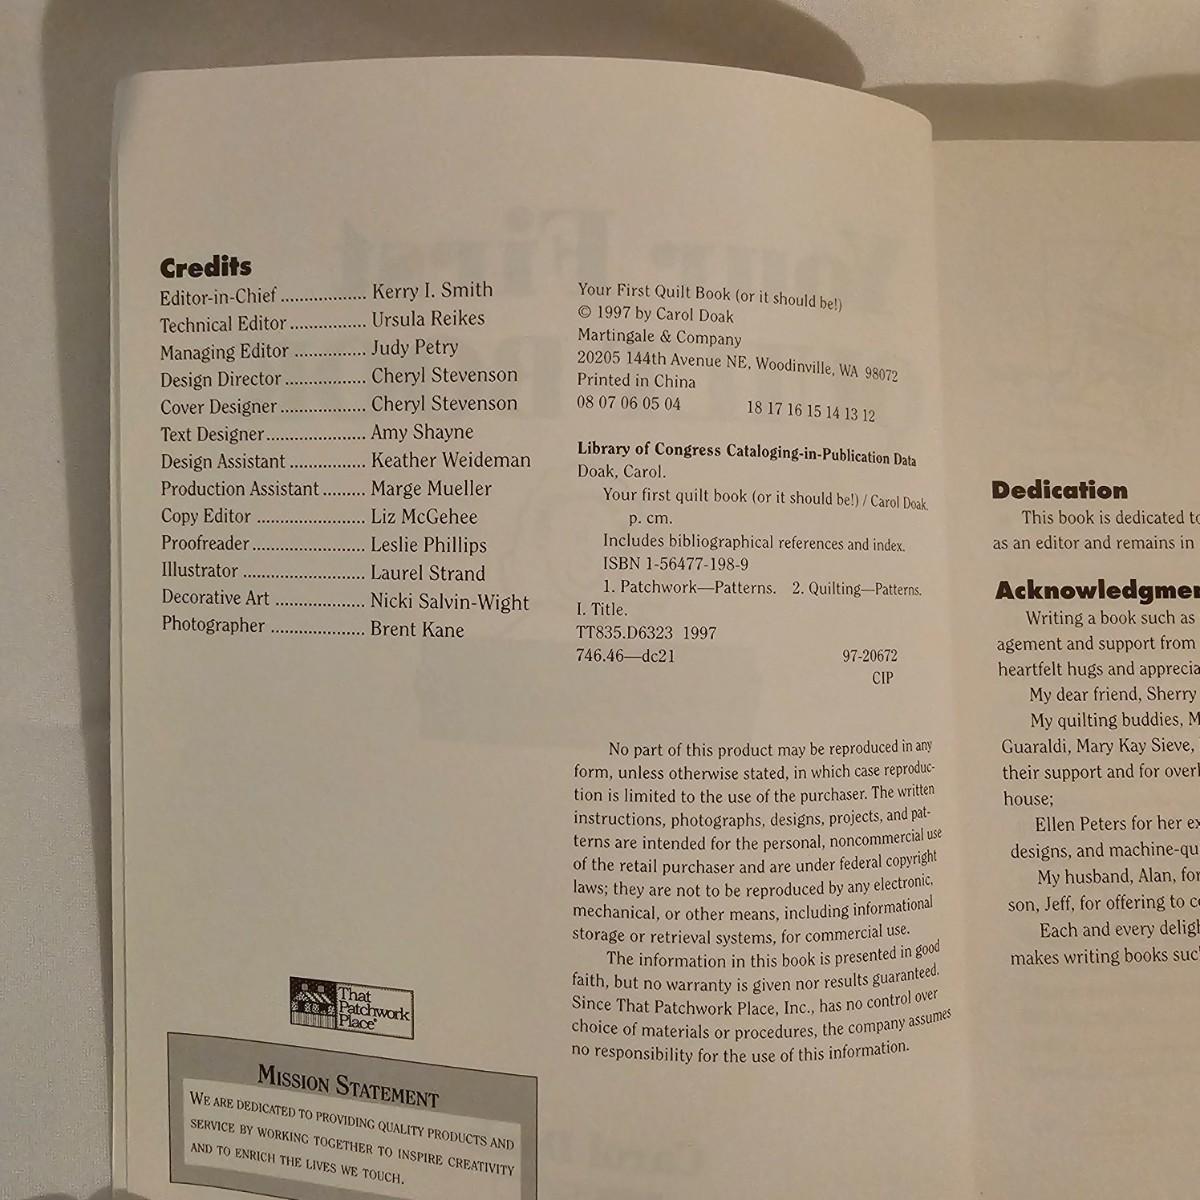 Credits
Editor-in-Chief ................. Kerry I. Smith
Technical Editor ............... Ursula Reikes
Managing Editor .............. Judy Petry
Design Director ................ Cheryl Stevenson
Cover Designer ................. Cheryl Stevenson
Text Designer.................... Amy Shayne
Design Assistant ............... Keather Weideman
Production Assistant ........ Marge Mueller
Copy Editor ...................... Liz McGehee
Proofreader....................... Leslie Phillips
Illustrator ......................... Laurel Strand
Decorative Art .................. Nicki Salvin-Wight
Photographer ................... Brent Kane
That
Patchwork
Place®
MISSION STATEMENT
WE ARE DEDICATED TO PROVIDING QUALITY PRODUCTS AND
SERVICE BY WORKING TOGETHER TO INSPIRE CREATIVITY
AND TO ENRICH THE LIVES WE TOUCH.
Your First Quilt Book (or it should be!)
© 1997 by Carol Doak
Martingale & Company
20205 144th Avenue NE, Woodinville, WA 98072
Printed in China
08 07 06 05 04 18 17 16 15 14 13 12
Library of Congress Cataloging-in-Publication Data
Doak, Carol.
Your first quilt book (or it should be!) / Carol Doak.
p. cm.
Includes bibliographical references and index.
ISBN 1-56477-198-9
1. Patchwork—Patterns. 2. Quilting—Patterns.
I. Title.
TT835.D6323 1997
746.46—dc21 97-20672
CIP
No part of this product may be reproduced in any
form, unless otherwise stated, in which case reproduc-
tion is limited to the use of the purchaser. The written
instructions, photographs, designs, projects, and pat-
terns are intended for the personal, noncommercial use
of the retail purchaser and are under federal copyright
laws; they are not to be reproduced by any electronic,
mechanical, or other means, including informational
storage or retrieval systems, for commercial use.
The information in this book is presented in good
faith, but no warranty is given nor results guaranteed.
Since That Patchwork Place, Inc., has no control over
choice of materials or procedures, the company assumes
no responsibility for the use of this information.
Dedication
This book is dedicated to
as an editor and remains in
Acknowledgmen
Writing a book such as
agement and support from
heartfelt hugs and apprecia
My dear friend, Sherry
My quilting buddies, M
Guaraldi, Mary Kay Sieve,
their support and for over
house;
Ellen Peters for her ex
designs, and machine-qu
My husband, Alan, for
son, Jeff, for offering to c
Each and every deligh
makes writing books suc